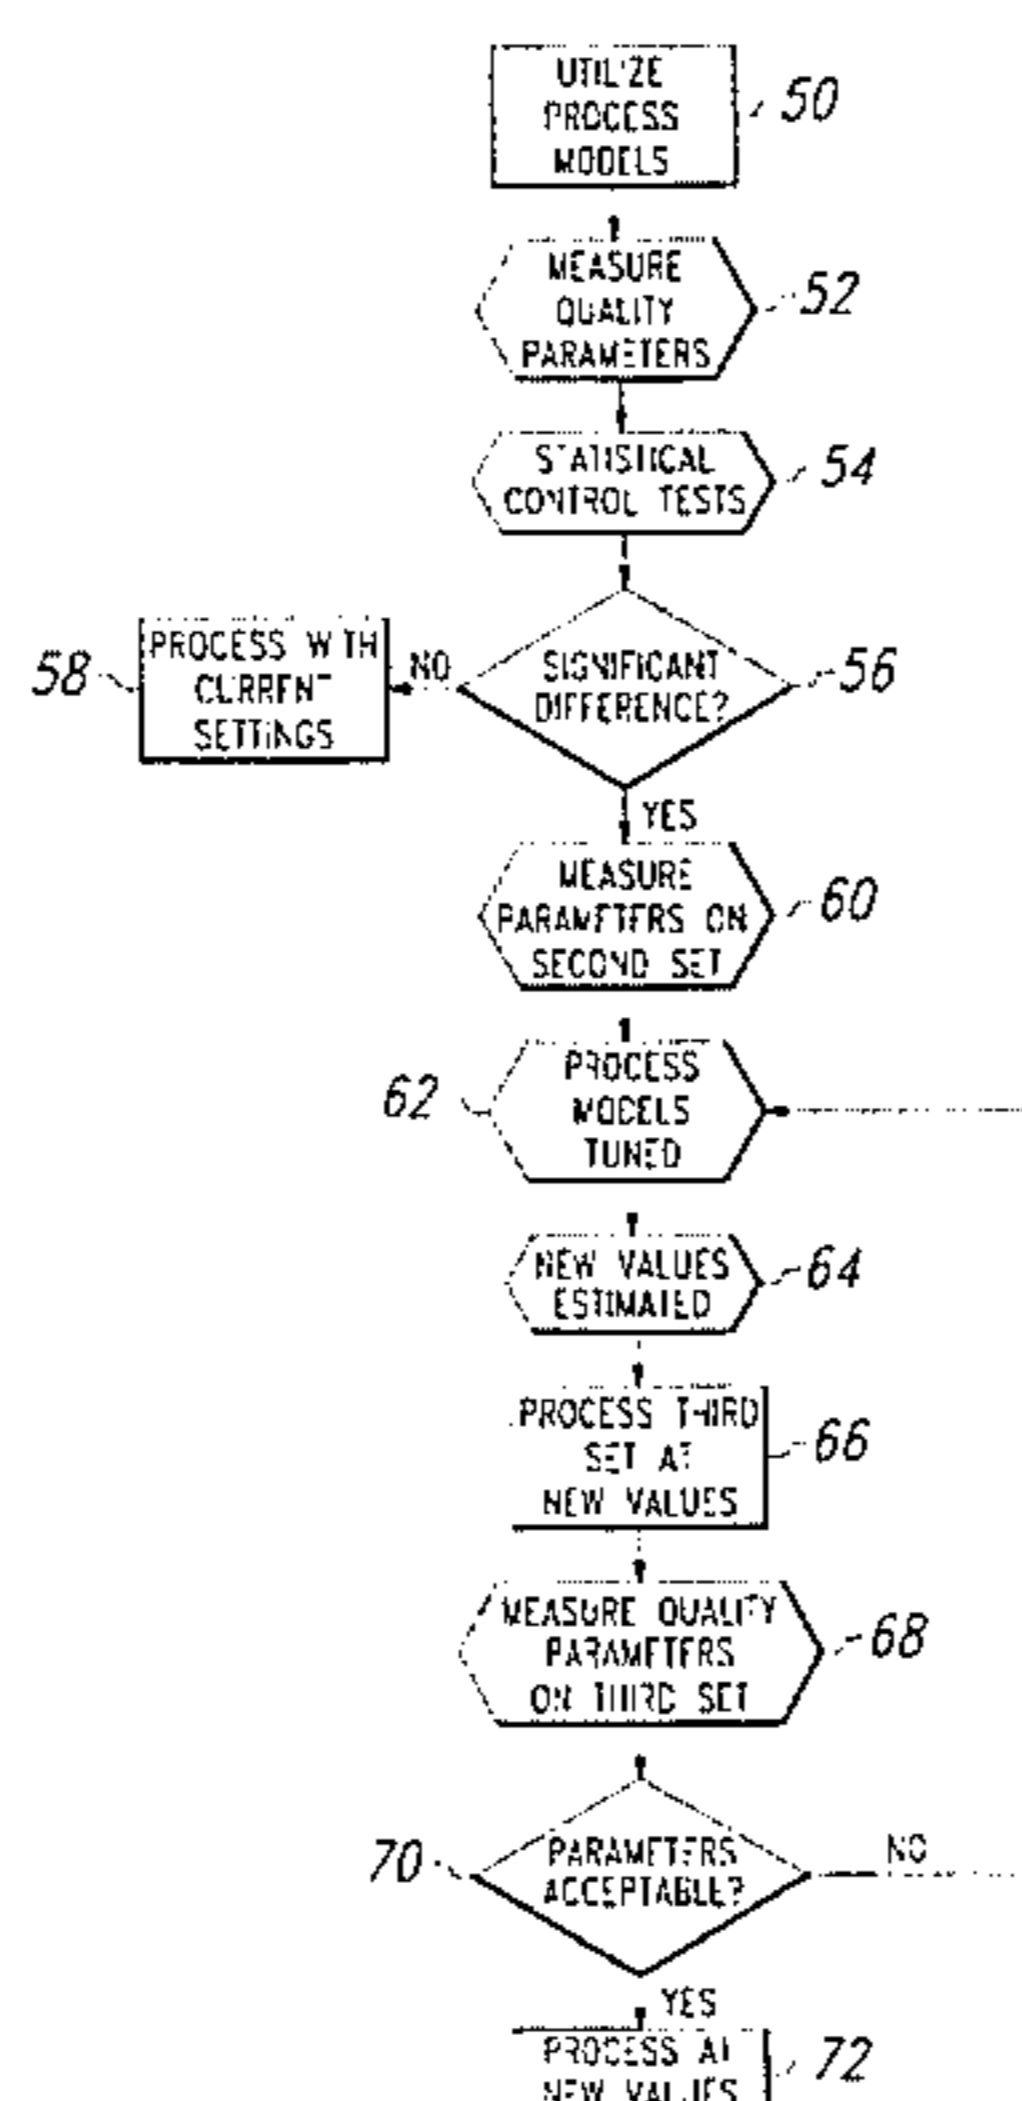 UTILIZE
PROCESS
MODELS
50
MEASURE
QUALITY
PARAMETERS
52
STATISTICAL
CONTROL TESTS
54
SIGNIFICANT
DIFFERENCE?
56
NO
PROCESS WITH
CURRENT
SETTINGS
58
YES
MEASURE
PARAMETERS ON
SECOND SET
60
PROCESS
MODELS
TUNED
62
NEW VALUES
ESTIMATED
64
PROCESS THIRD
SET AT
NEW VALUES
66
MEASURE QUALITY
PARAMETERS
ON THIRD SET
68
PARAMETERS
ACCEPTABLE?
70
NO
YES
PROCESS AT
NEW VALUES
72